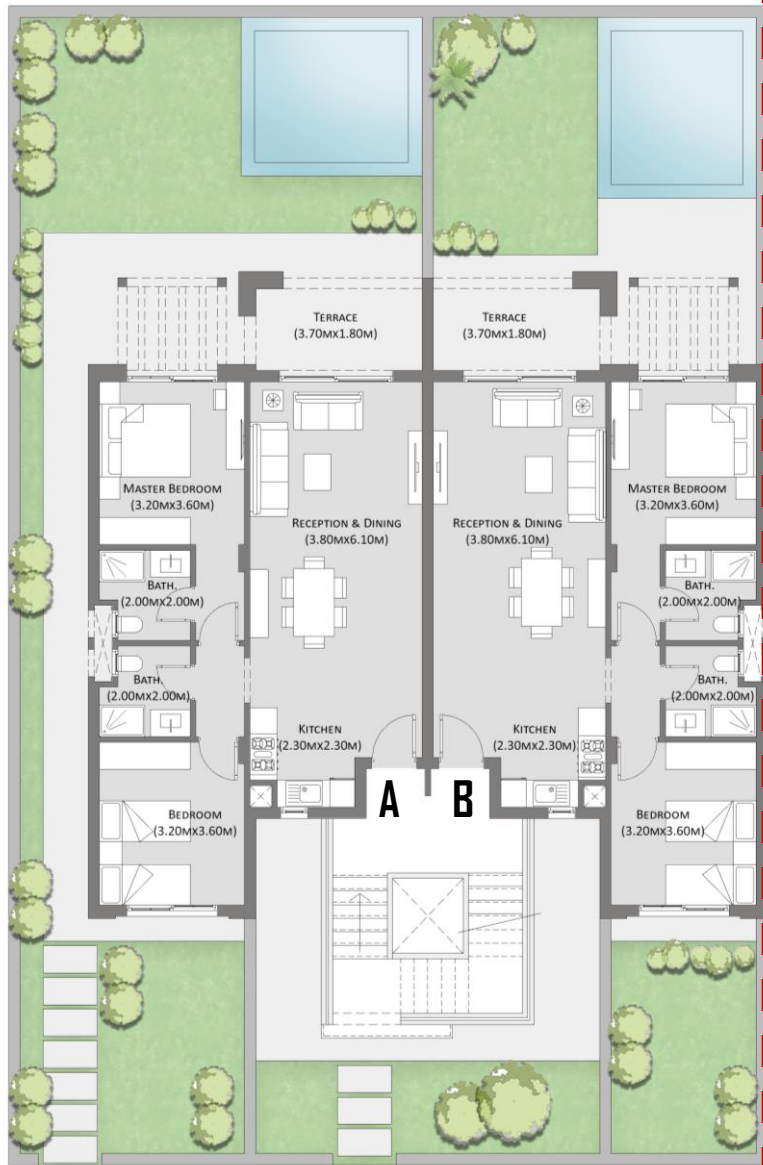 TERRACE
(3.70MX1.80M)
TERRACE
(3.70MX1.80M)
MASTER BEDROOM
(3.20MX3.60M)
RECEPTION & DINING
(3.80MX6.10M)
RECEPTION & DINING
(3.80MX6.10M)
MASTER BEDROOM
(3.20MX3.60M)
BATH.
(2.00MX2.00M)
BATH.
(2.00MX2.00M)
BATH.
(2.00MX2.00M)
BATH.
(2.00MX2.00M)
KITCHEN
(2.30MX2.30M)
KITCHEN
(2.30MX2.30M)
A
B
BEDROOM
(3.20MX3.60M)
BEDROOM
(3.20MX3.60M)